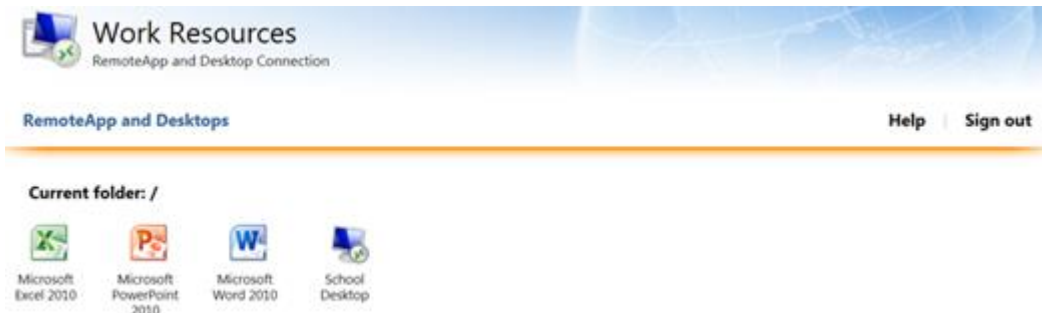 Work Resources
RemoteApp and Desktop Connection
RemoteApp and Desktops
Help
Sign out
Current folder: /
Microsoft
Excel 2010
Microsoft
PowerPoint
2010
Microsoft
Word 2010
School
Desktop